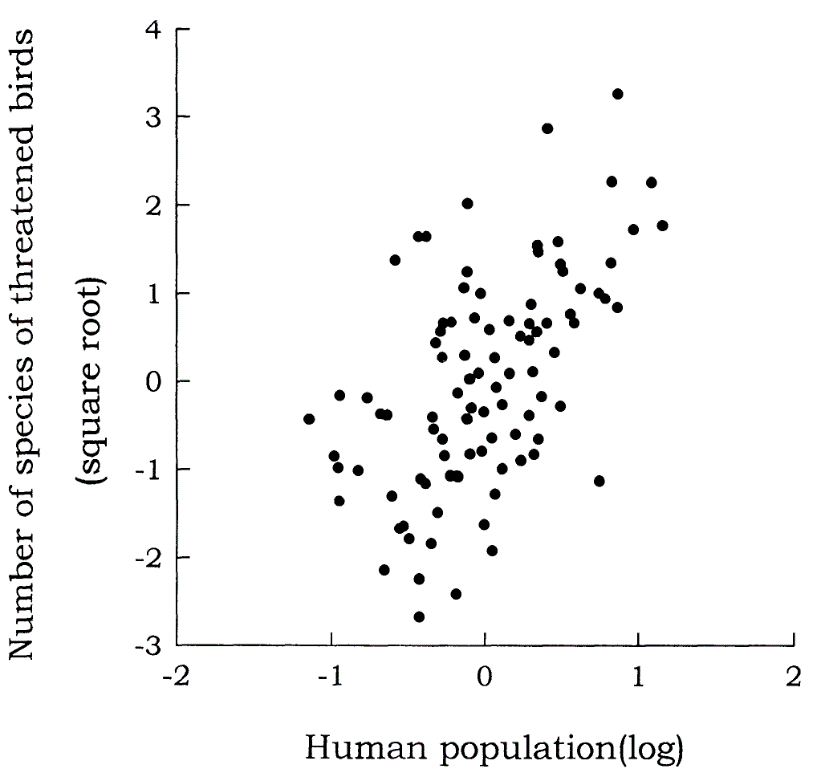 Number of species of threatened birds
(square root)
4
3
2
1
0
-1
-2
-3
-2 -1 0 1 2
Human population(log)